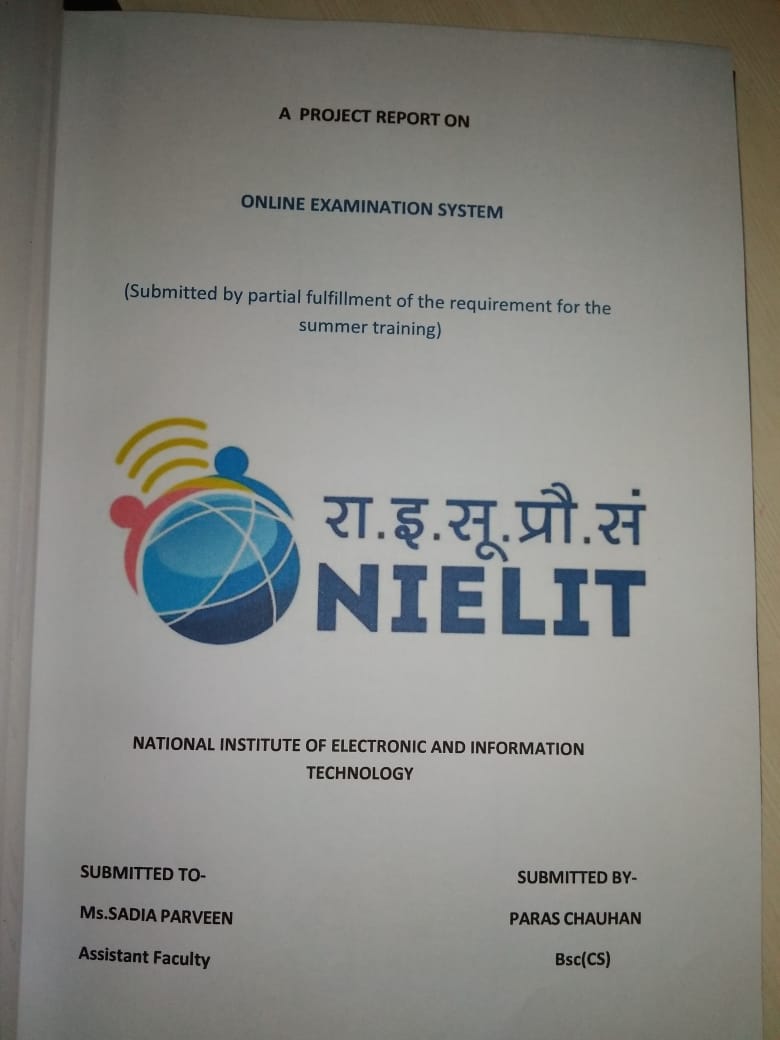 A PROJECT REPORT ON
ONLINE EXAMINATION SYSTEM
(Submitted by partial fulfillment of the requirement for the
summer training)
रा.इ.सू.प्रौ.सं
NIELIT
NATIONAL INSTITUTE OF ELECTRONIC AND INFORMATION
TECHNOLOGY
SUBMITTED TO-
Ms.SADIA PARVEEN
Assistant Faculty
SUBMITTED BY-
PARAS CHAUHAN
Bsc(CS)